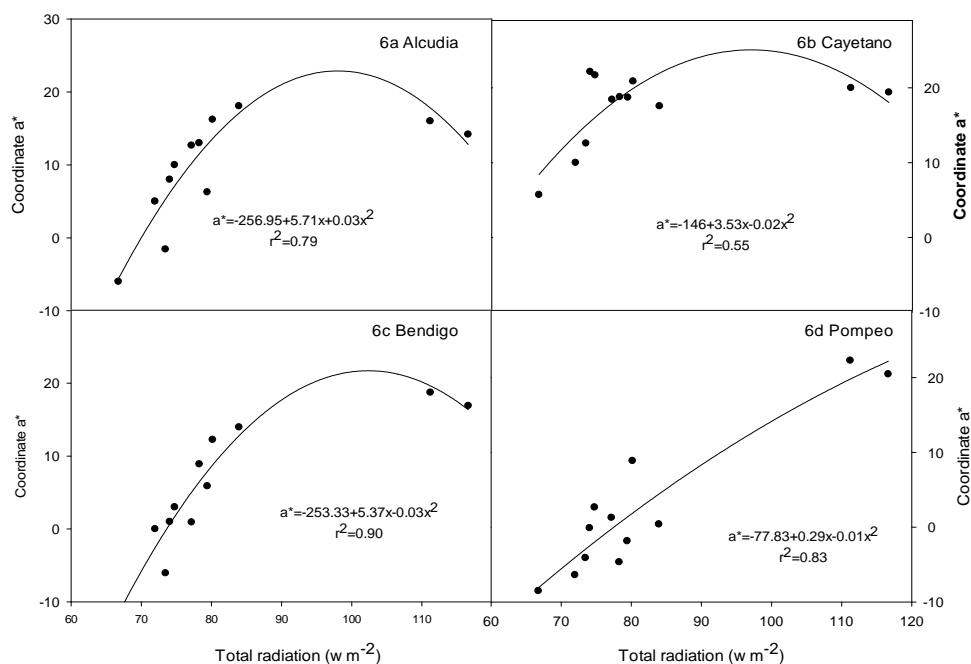 30
6a Alcudia
6b Cayetano
20
20
Coordinate a*
Coordinate a*
10
10
a*=-256.95+5.71x+0.03x²
r²=0.79
a*=-146+3.53x-0.02x²
r²=0.55
0
0
-10
-10
6c Bendigo
6d Pompeo
20
20
Coordinate a*
Coordinate a*
10
10
a*=-253.33+5.37x-0.03x²
r²=0.90
0
0
a*=-77.83+0.29x-0.01x²
r²=0.83
-10
-10
60 70 80 90 100 110 60 70 80 90 100 110 120
Total radiation (w m⁻²)
Total radiation (w m⁻²)